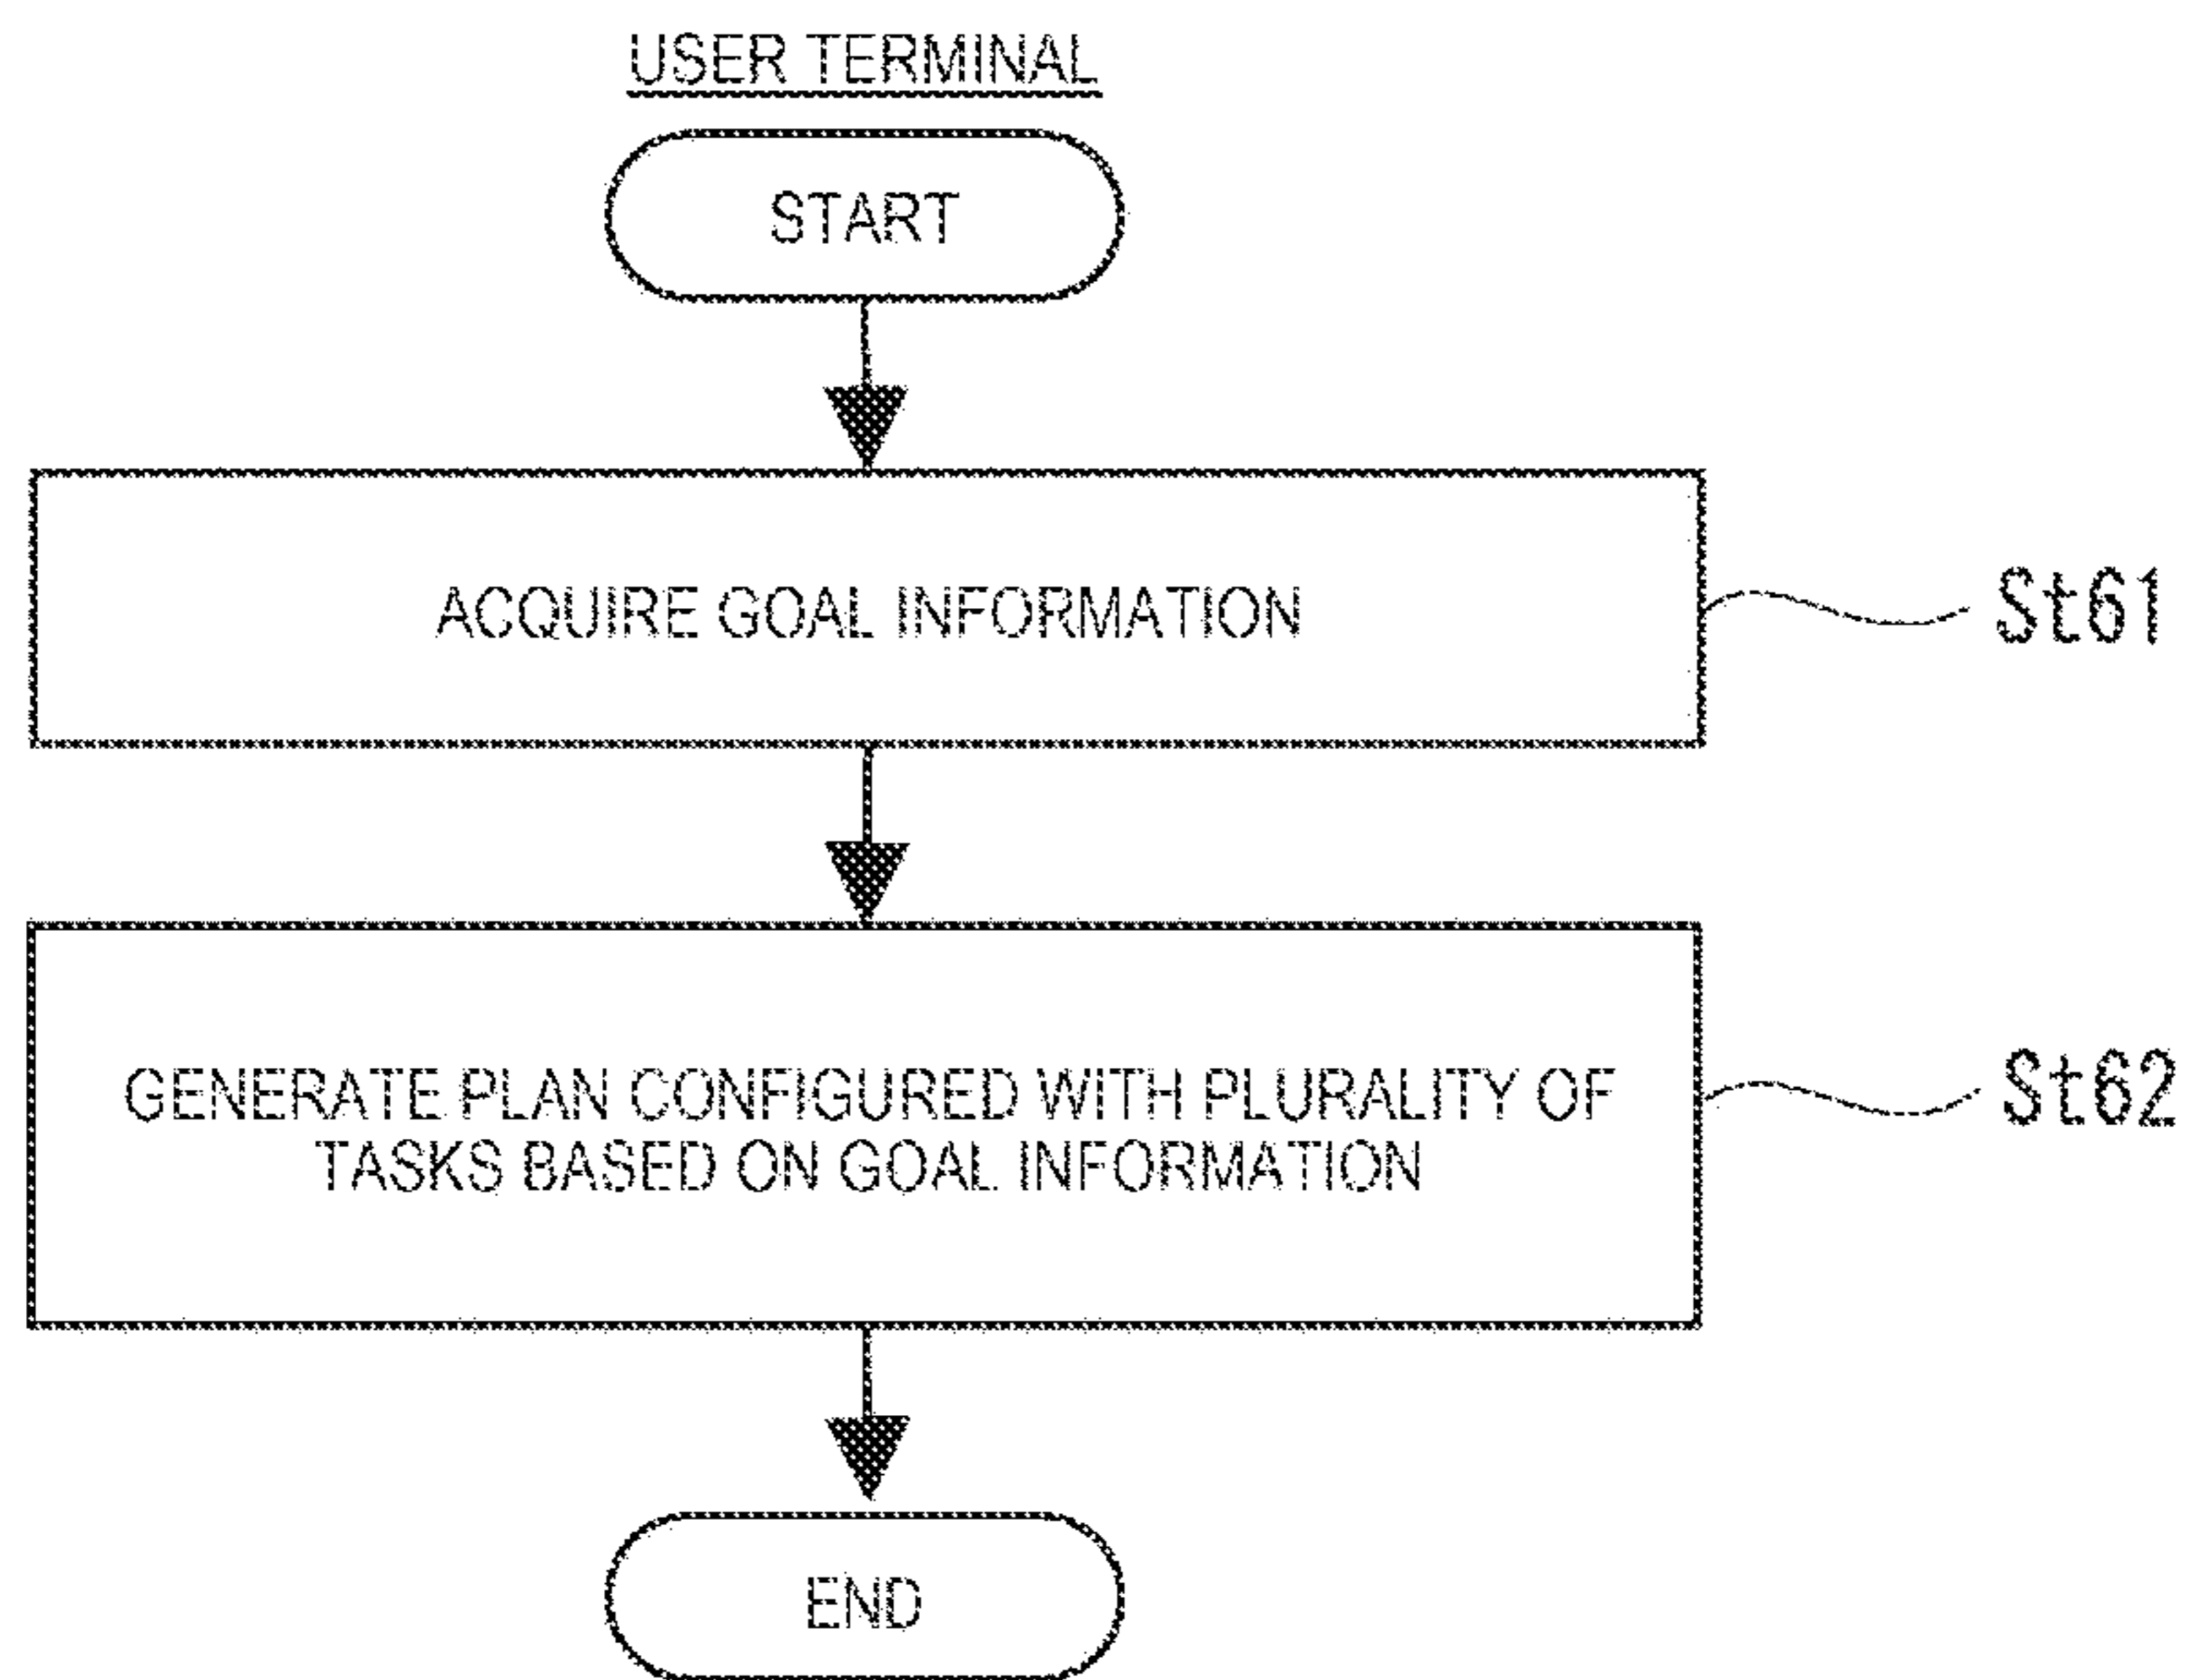 USER TERMINAL
START
ACQUIRE GOAL INFORMATION
St61
GENERATE PLAN CONFIGURED WITH PLURALITY OF
TASKS BASED ON GOAL INFORMATION
St62
END